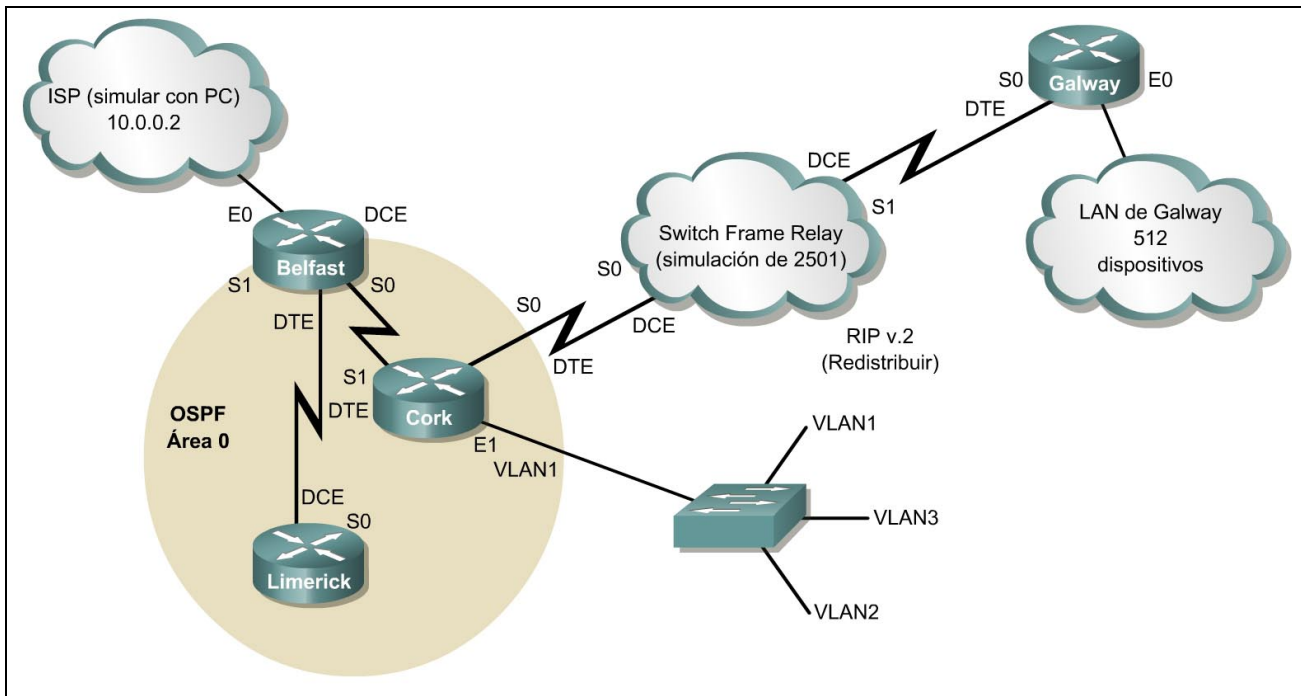 ISP (simular con PC)
10.0.0.2
E0
DCE
Belfast
S1
S0
DTE
S1
DTE
Cork
E1
VLAN1
OSPF
Área 0
DCE
S0
Limerick
S0
DTE
S0
DCE
Switch Frame Relay
(simulación de 2501)
DCE
S1
RIP v.2
(Redistribuir)
S0
DTE
Galway
E0
LAN de Galway
512
dispositivos
VLAN1
VLAN3
VLAN2